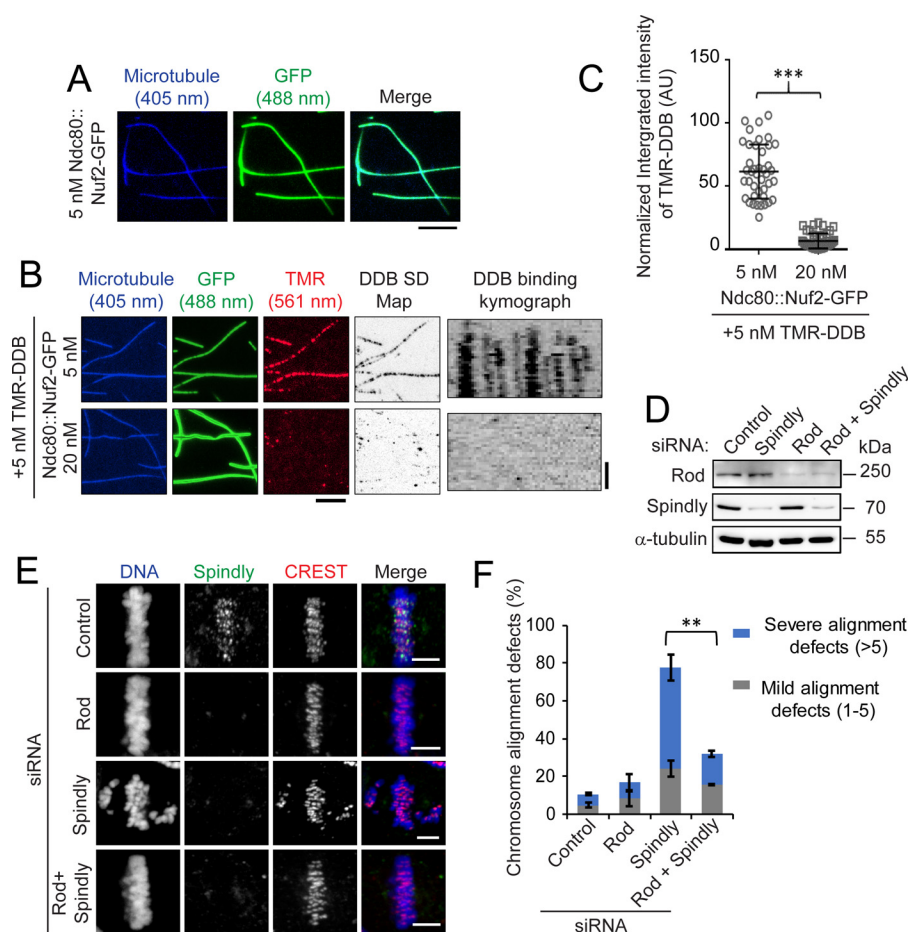 A
Microtubule
(405 nm)
GFP
(488 nm)
Merge
5 nM Ndc80::
Nuf2-GFP
B
Microtubule
(405 nm)
GFP
(488 nm)
TMR
(561 nm)
DDB SD
Map
DDB binding
kymograph
+5 nM TMR-DDB
Ndc80::Nuf2-GFP
5 nM
20 nM
C
Normalized Intergrated intensity
of TMR-DDB (AU)
150
100
50
0
***
5 nM
20 nM
Ndc80::Nuf2-GFP
+5 nM TMR-DDB
D
siRNA:
Control
Spindly
Rod
Rod + Spindly
kDa
Rod
250
Spindly
70
α-tubulin
55
E
DNA
Spindly
CREST
Merge
siRNA
Control
Rod
Spindly
Rod+
Spindly
F
Chromosome alignment defects (%)
100
80
60
40
20
0
**
Control
Rod
Spindly
Rod + Spindly
siRNA
Severe alignment
defects (>5)
Mild alignment
defects (1-5)